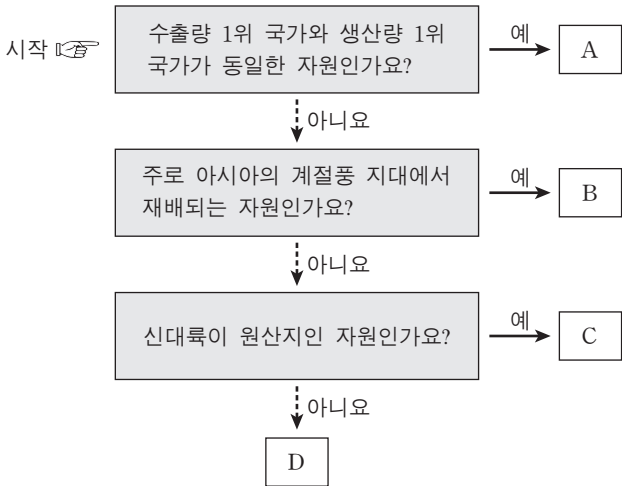 시작 ☞
수출량 1위 국가와 생산량 1위
국가가 동일한 자원인가요?
예
A
아니요
주로 아시아의 계절풍 지대에서
재배되는 자원인가요?
예
B
아니요
신대륙이 원산지인 자원인가요?
예
C
아니요
D